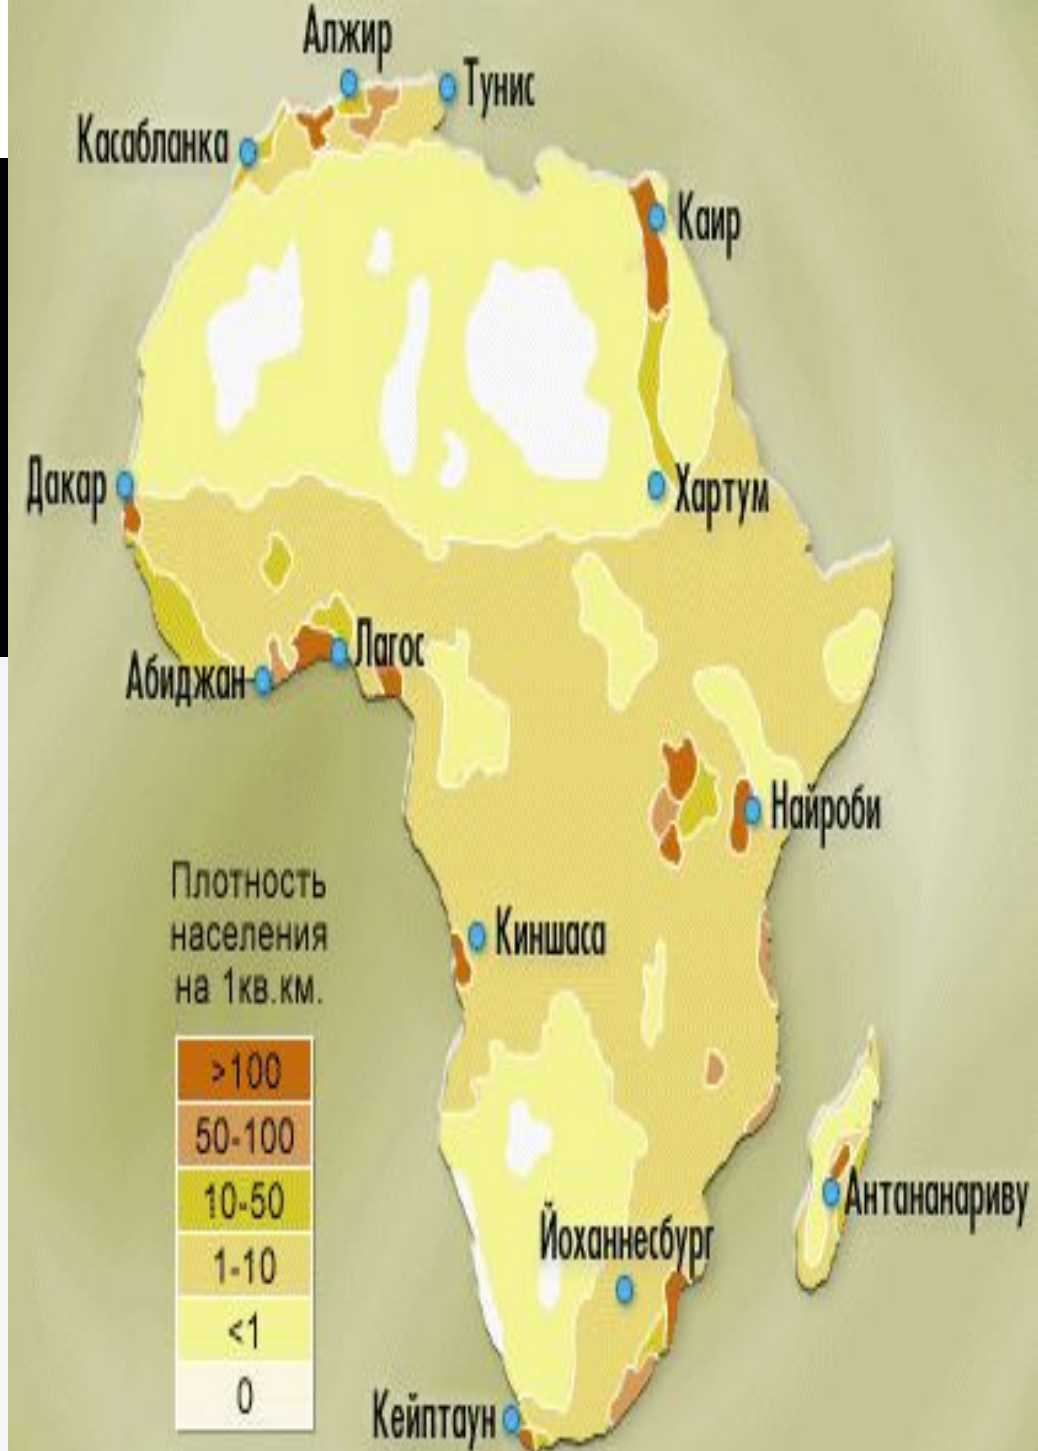 Алжир
Тунис
Касабланка
Каир
Дакар
Хартум
Лагос
Абиджан
Найроби
Плотность
населения
на 1кв.км.
Киншаса
>100
50-100
10-50
1-10
<1
0
Антананариву
Йоханнесбург
Кейптаун